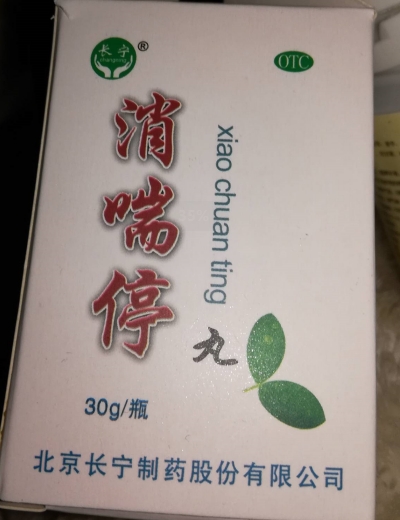 长宁
changning
®
OTC
消喘停
xiao chuan ting
丸
30g/瓶
北京长宁制药股份有限公司